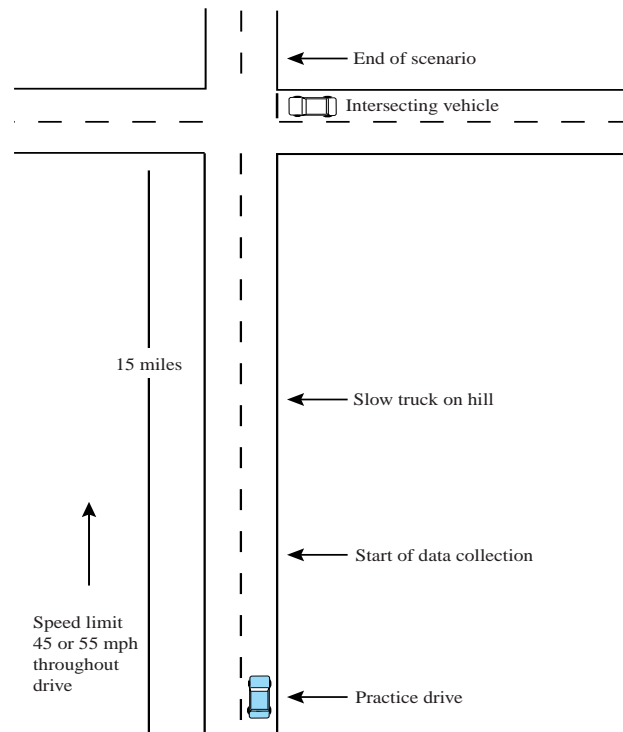 End of scenario
Intersecting vehicle
15 miles
Slow truck on hill
Start of data collection
Speed limit
45 or 55 mph
throughout
drive
Practice drive